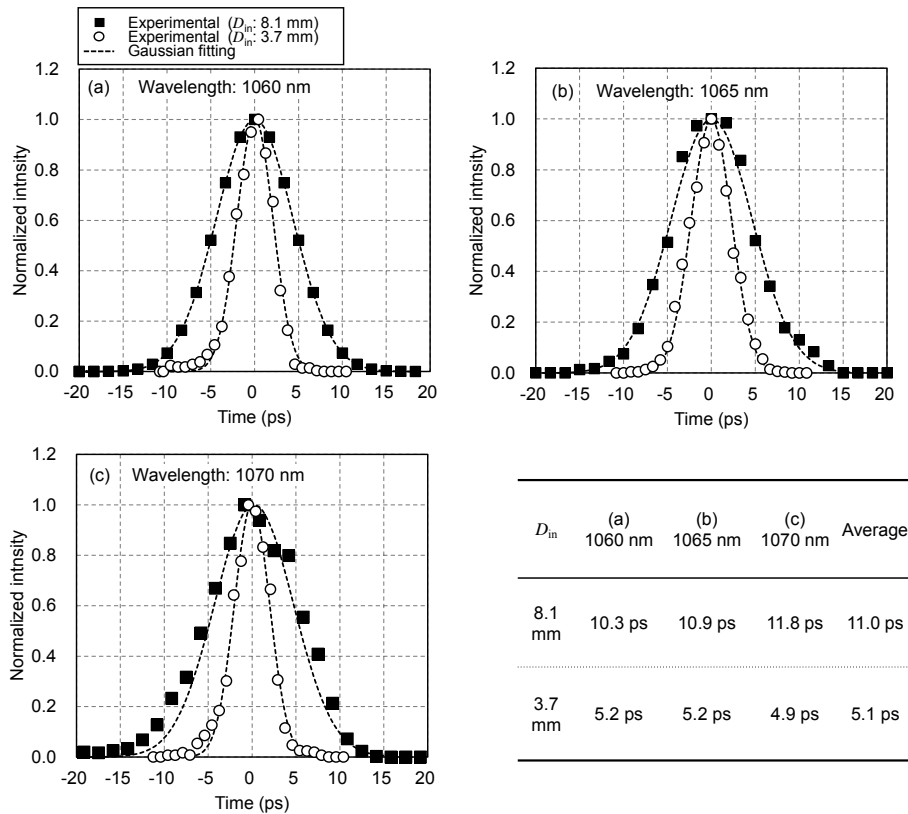 Experimental (Din: 8.1 mm)
Experimental (Din: 3.7 mm)
Gaussian fitting
(a) Wavelength: 1060 nm
Normalized intnsity
1.2
1.0
0.8
0.6
0.4
0.2
0.0
-20 -15 -10 -5 0 5 10 15 20
Time (ps)
(b) Wavelength: 1065 nm
Normalized intnsity
1.2
1.0
0.8
0.6
0.4
0.2
0.0
-20 -15 -10 -5 0 5 10 15 20
Time (ps)
(c) Wavelength: 1070 nm
Normalized intnsity
1.2
1.0
0.8
0.6
0.4
0.2
0.0
-20 -15 -10 -5 0 5 10 15 20
Time (ps)
Din (a) 1060 nm (b) 1065 nm (c) 1070 nm Average
8.1 mm 10.3 ps 10.9 ps 11.8 ps 11.0 ps
3.7 mm 5.2 ps 5.2 ps 4.9 ps 5.1 ps